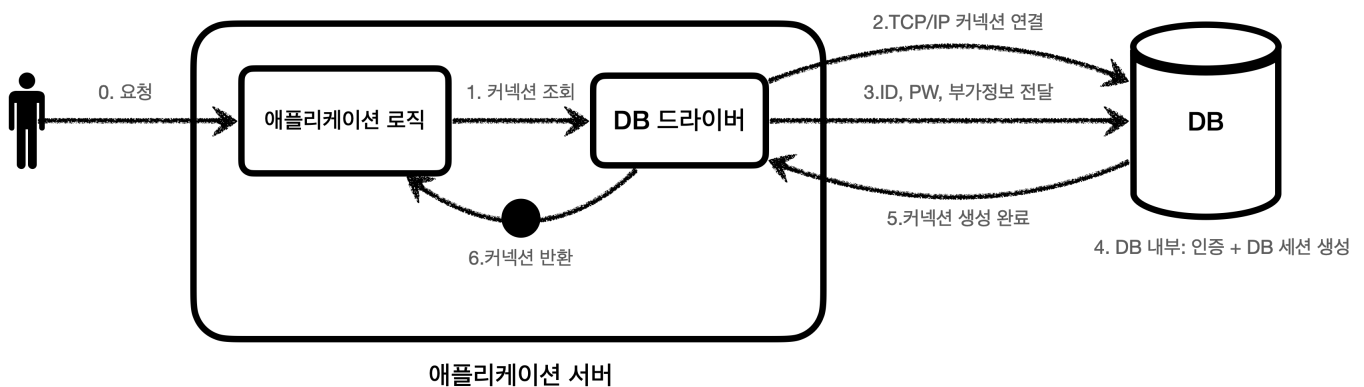 0. 요청
애플리케이션 로직
1. 커넥션 조회
DB 드라이버
2.TCP/IP 커넥션 연결
3.ID, PW, 부가정보 전달
DB
4. DB 내부: 인증 + DB 세션 생성
5.커넥션 생성 완료
6.커넥션 반환
애플리케이션 서버